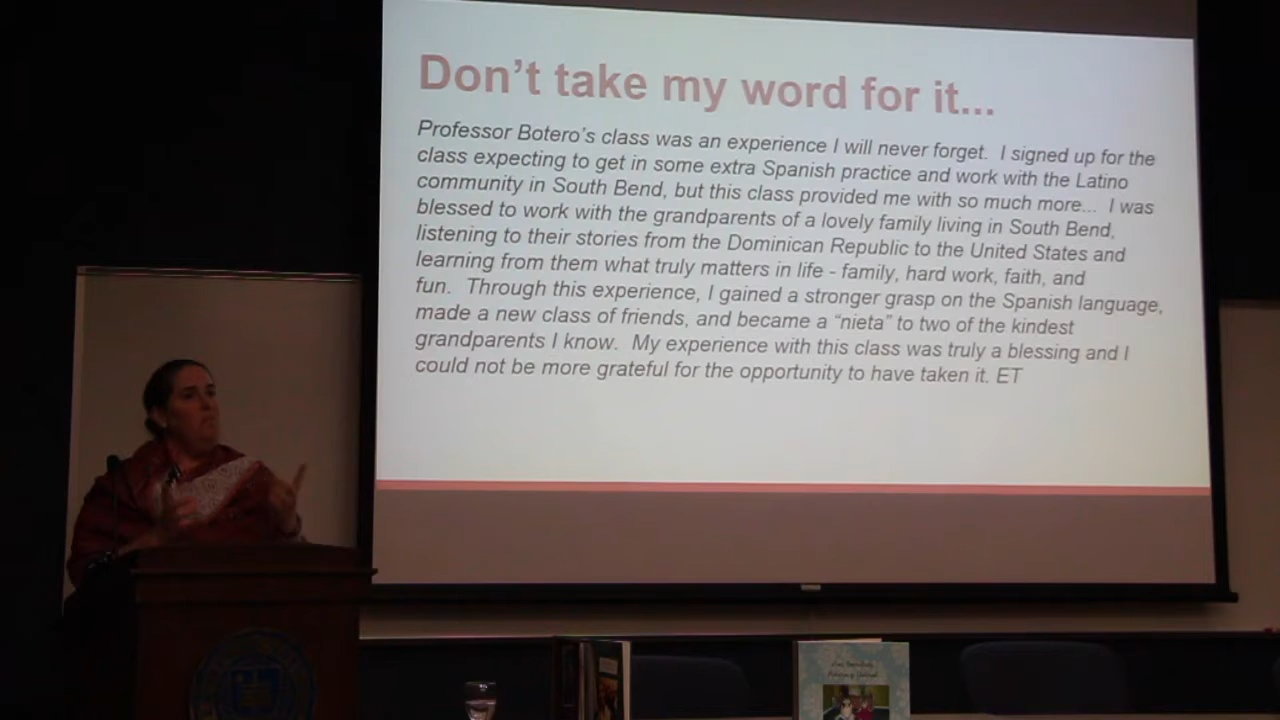 Don't take my word for it...
Professor Botero's class was an experience I will never forget.  I signed up for the
class expecting to get in some extra Spanish practice and work with the Latino
community in South Bend, but this class provided me with so much more...  I was
blessed to work with the grandparents of a lovely family living in South Bend,
listening to their stories from the Dominican Republic to the United States and
learning from them what truly matters in life - family, hard work, faith, and
fun.  Through this experience, I gained a stronger grasp on the Spanish language,
made a new class of friends, and became a “nieta” to two of the kindest
grandparents I know.  My experience with this class was truly a blessing and I
could not be more grateful for the opportunity to have taken it. ET